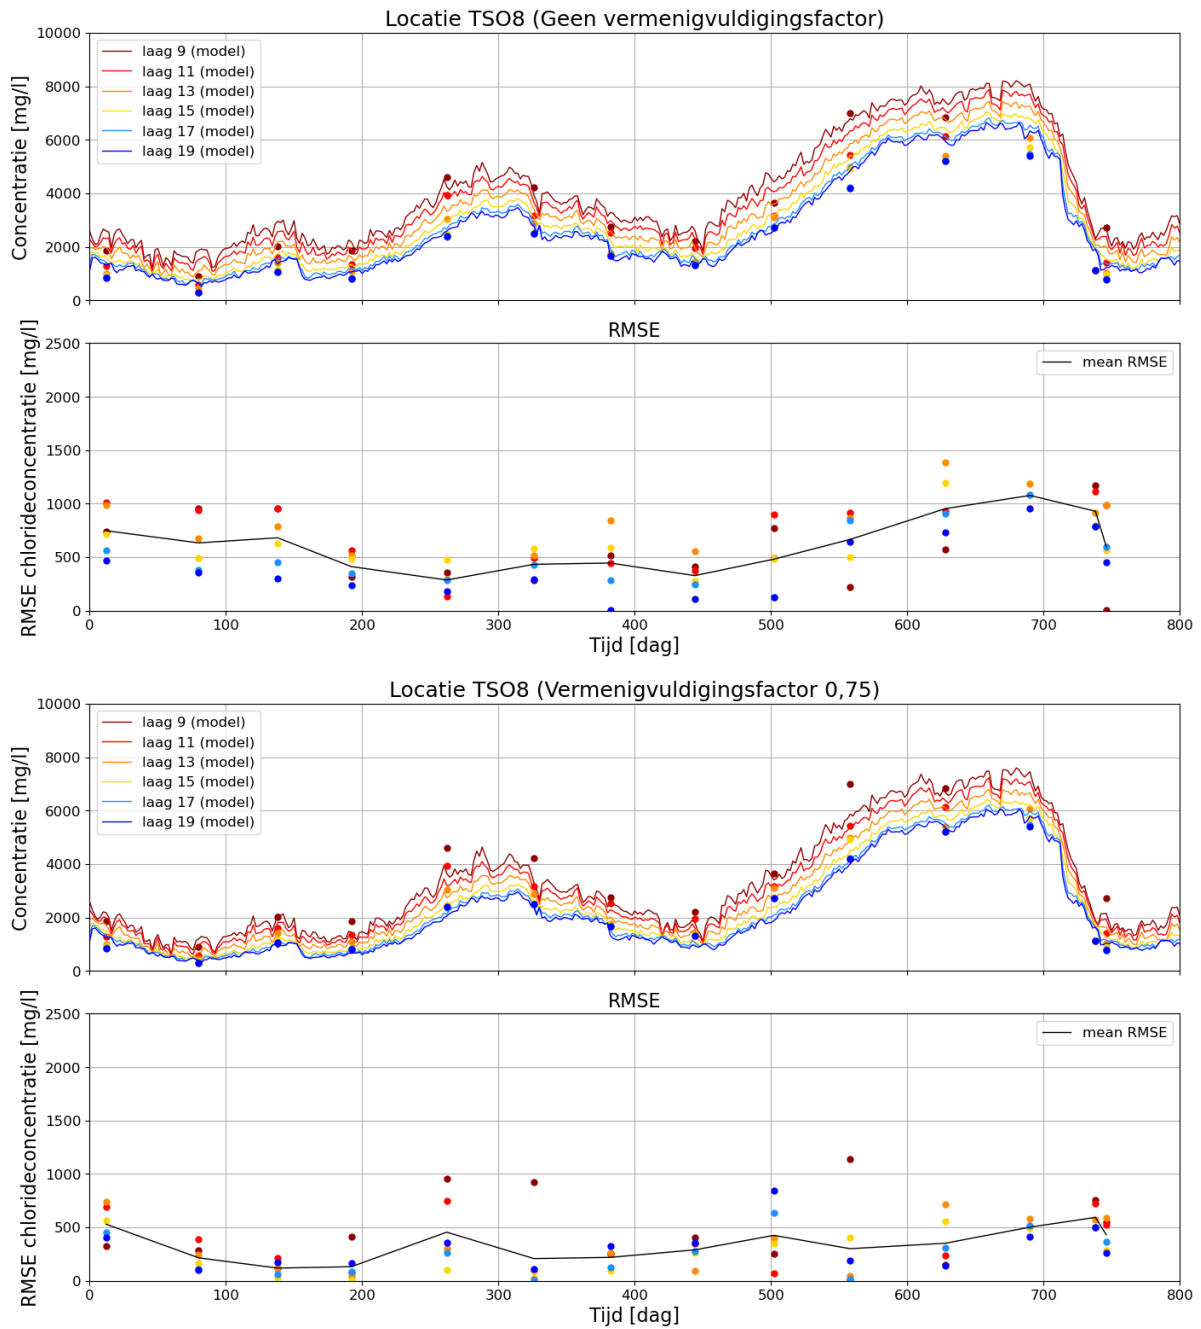 Locatie TSO8 (Geen vermenigvuldigingsfactor)
Concentratie [mg/l]
10000
8000
6000
4000
2000
0
laag 9 (model)
laag 11 (model)
laag 13 (model)
laag 15 (model)
laag 17 (model)
laag 19 (model)
RMSE
RMSE chlorideconcentratie [mg/l]
2500
2000
1500
1000
500
0
mean RMSE
0 100 200 300 400 500 600 700 800
Tijd [dag]
Locatie TSO8 (Vermenigvuldigingsfactor 0,75)
Concentratie [mg/l]
10000
8000
6000
4000
2000
0
laag 9 (model)
laag 11 (model)
laag 13 (model)
laag 15 (model)
laag 17 (model)
laag 19 (model)
RMSE
RMSE chlorideconcentratie [mg/l]
2500
2000
1500
1000
500
0
mean RMSE
0 100 200 300 400 500 600 700 800
Tijd [dag]